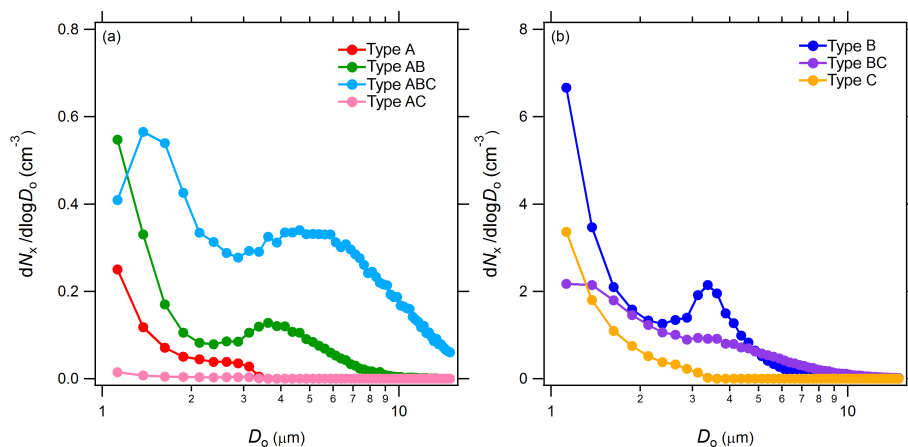 (a)
Type A
Type AB
Type ABC
Type AC
0.8
0.6
0.4
0.2
0.0
dNx/dlogDo (cm-3)
1
2
3
4
5
6
7
8
9
10
Do (μm)
(b)
Type B
Type BC
Type C
8
6
4
2
0
dNx/dlogDo (cm-3)
1
2
3
4
5
6
7
8
9
10
Do (μm)